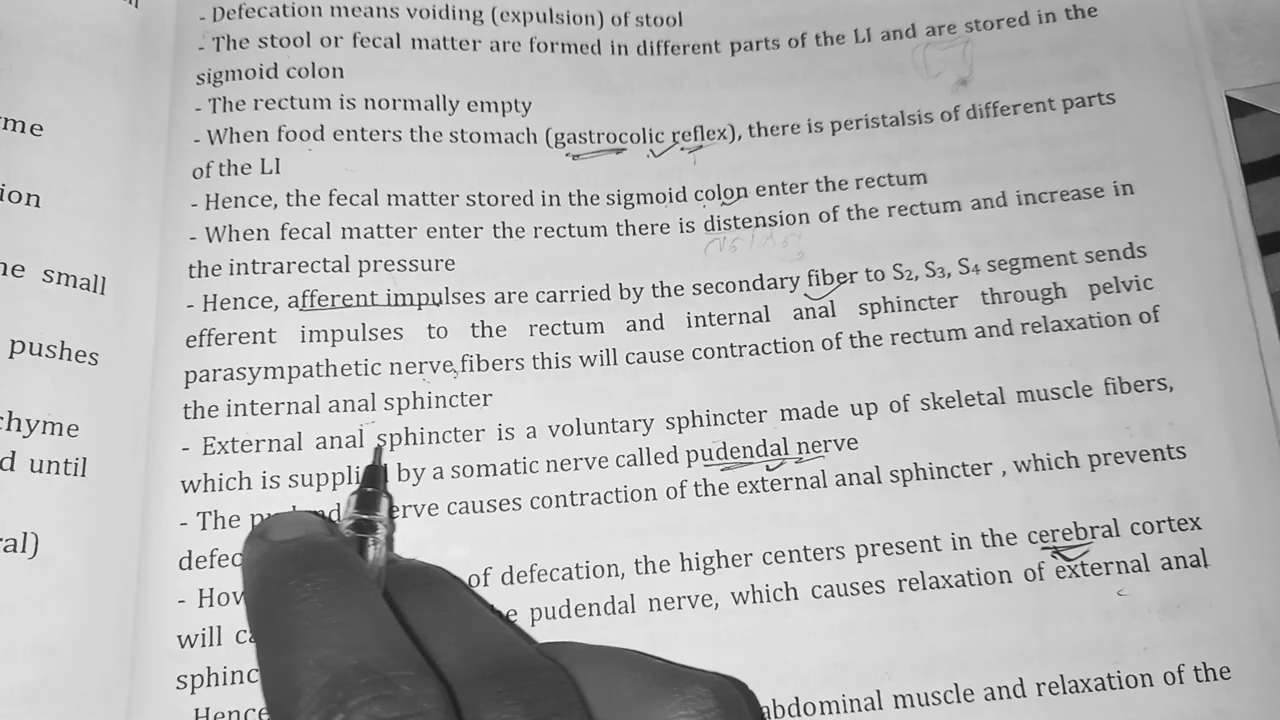 - Defecation means voiding (expulsion) of stool
- The stool or fecal matter are formed in different parts of the LI and are stored in the
sigmoid colon
- The rectum is normally empty
- When food enters the stomach (gastrocolic reflex), there is peristalsis of different parts
of the LI
- Hence, the fecal matter stored in the sigmoid colon enter the rectum
- When fecal matter enter the rectum there is distension of the rectum and increase in
the intrarectal pressure
- Hence, afferent impulses are carried by the secondary fiber to S2, S3, S4 segment sends
efferent impulses to the rectum and internal anal sphincter through pelvic
parasympathetic nerve fibers this will cause contraction of the rectum and relaxation of
the internal anal sphincter
- External anal sphincter is a voluntary sphincter made up of skeletal muscle fibers,
which is supplied by a somatic nerve called pudendal nerve
- The nerve causes contraction of the external anal sphincter , which prevents
of defecation, the higher centers present in the cerebral cortex
will pudendal nerve, which causes relaxation of external anal
Hence abdominal muscle and relaxation of the
small
pushes
until